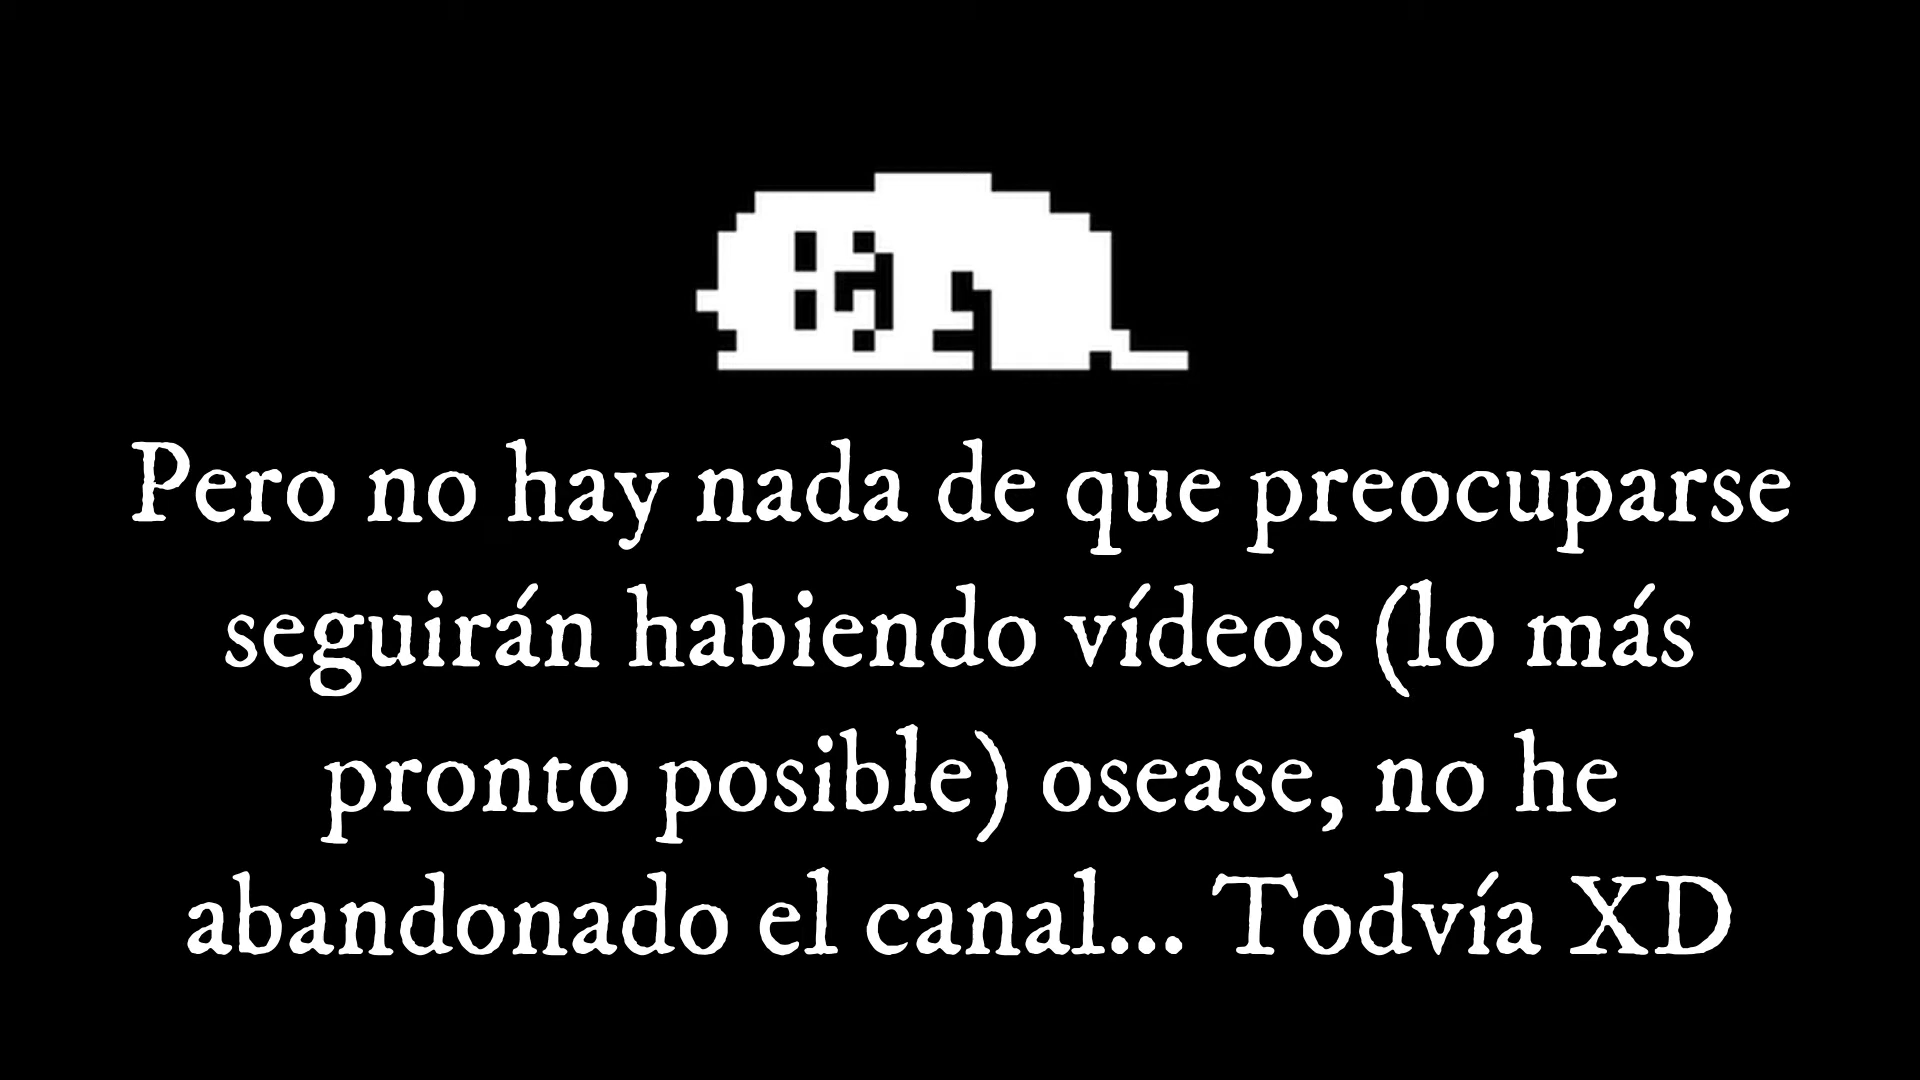 Pero no hay nada de que preocuparse
seguirán habiendo vídeos (lo más
pronto posible) osease, no he
abandonado el canal... Todvía XD